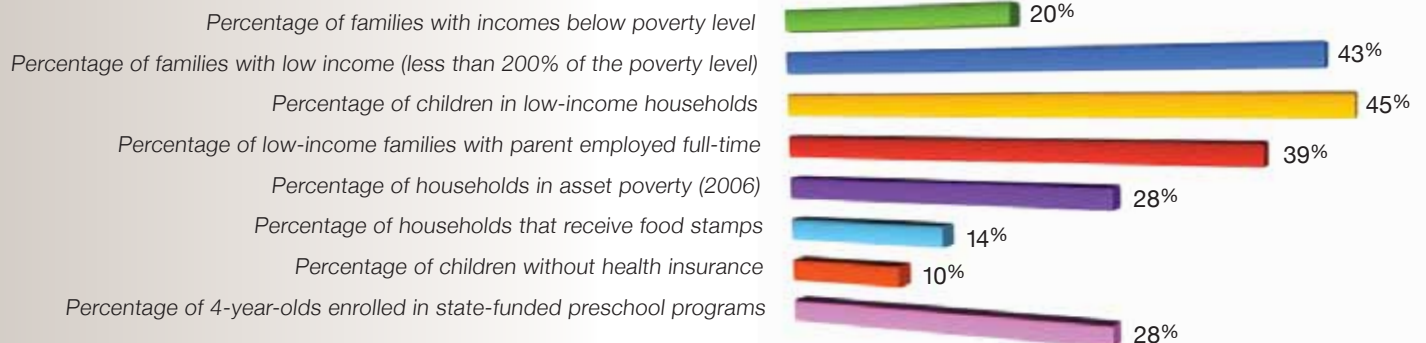 Percentage of families with incomes below poverty level 20%
Percentage of families with low income (less than 200% of the poverty level) 43%
Percentage of children in low-income households 45%
Percentage of low-income families with parent employed full-time 39%
Percentage of households in asset poverty (2006) 28%
Percentage of households that receive food stamps 14%
Percentage of children without health insurance 10%
Percentage of 4-year-olds enrolled in state-funded preschool programs 28%